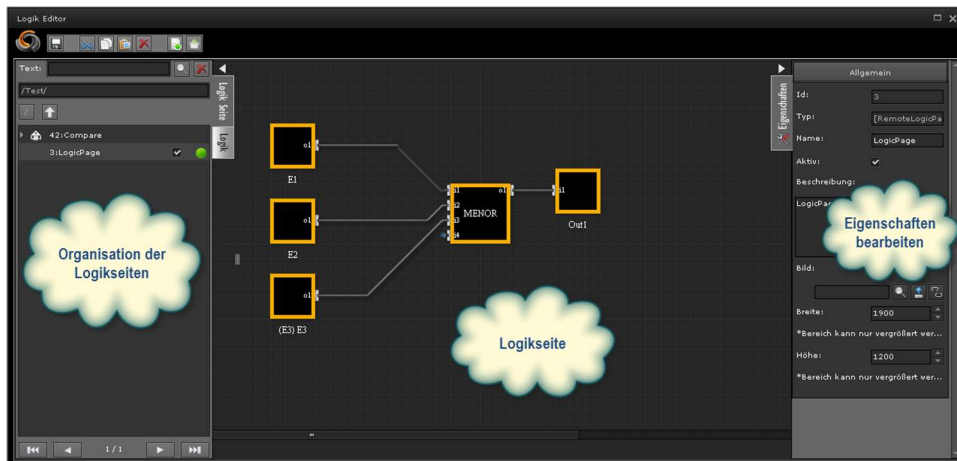 Logik Editor
Text:
/Test/
42:Compare
3:LogicPage
Organisation der
Logikseiten
1/1
Logik Seite
Logik
o1
E1
o1
E2
o1
(E3) E3
i1
i2
i3
i4
o1
MENOR
i1
Out1
Logikseite
Eigenschaften
Allgemein
Id:
3
Typ:
[RemoteLogicPa
Name:
LogicPage
Aktiv:
Beschreibung:
LogicPag
Eigenschaften
bearbeiten
Bild:
Breite:
1900
*Bereich kann nur vergrößert wer...
Höhe:
1200
*Bereich kann nur vergrößert wer...